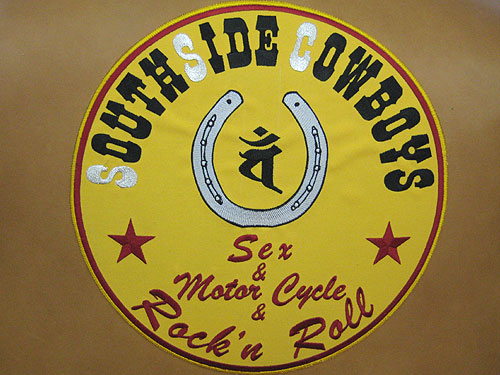 SOUTHSIDE COWBOYS
Sex
&
Motor Cycle
&
Rock'n Roll